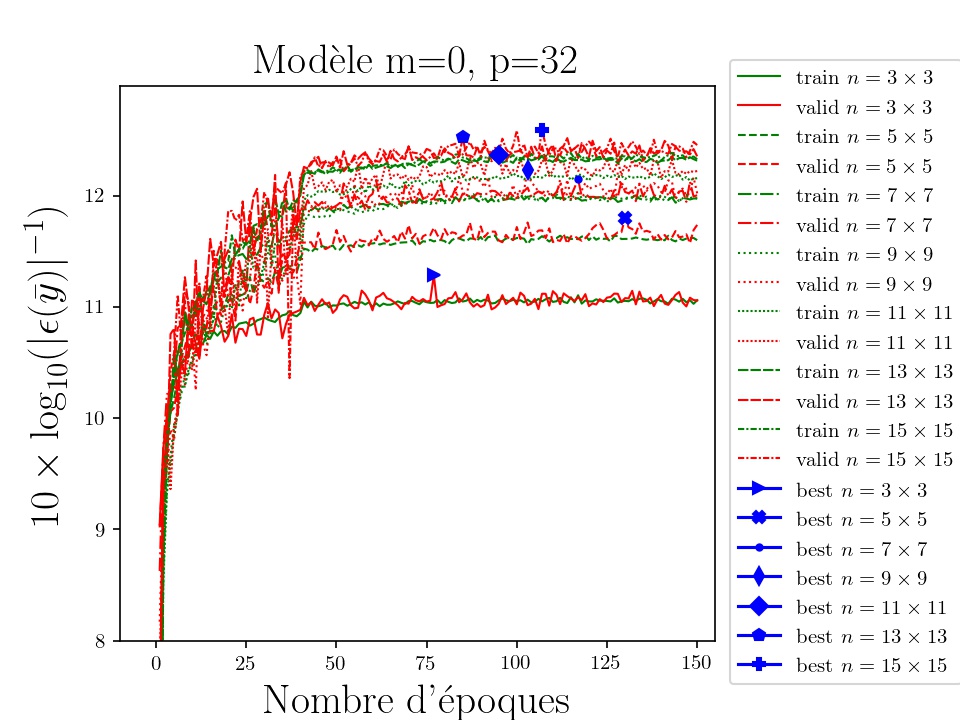 Modèle m=0, p=32
10 × log₁₀(|ϵ(ȳ)|⁻¹)
12
11
10
9
8
0 25 50 75 100 125 150
Nombre d'époques
train n = 3 × 3
valid n = 3 × 3
train n = 5 × 5
valid n = 5 × 5
train n = 7 × 7
valid n = 7 × 7
train n = 9 × 9
valid n = 9 × 9
train n = 11 × 11
valid n = 11 × 11
train n = 13 × 13
valid n = 13 × 13
train n = 15 × 15
valid n = 15 × 15
best n = 3 × 3
best n = 5 × 5
best n = 7 × 7
best n = 9 × 9
best n = 11 × 11
best n = 13 × 13
best n = 15 × 15